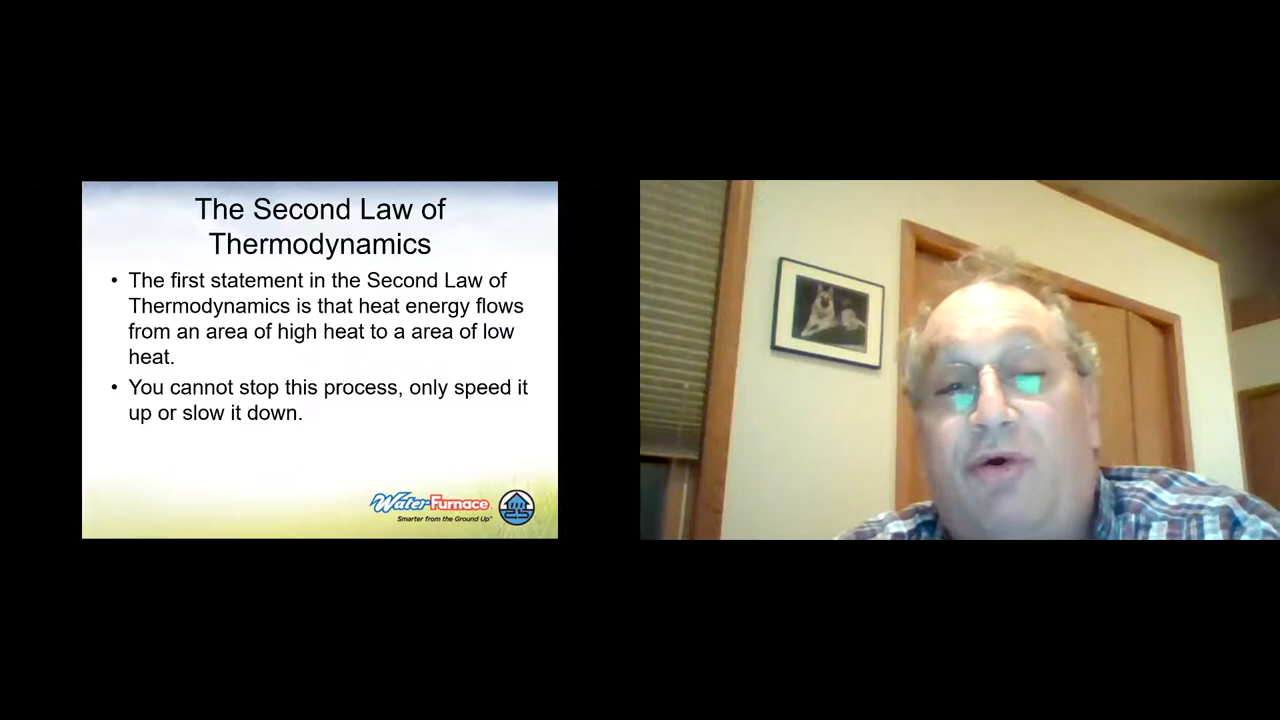 The Second Law of
Thermodynamics
• The first statement in the Second Law of
Thermodynamics is that heat energy flows
from an area of high heat to a area of low
heat.
• You cannot stop this process, only speed it
up or slow it down.
WaterFurnace
Smarter from the Ground Up™